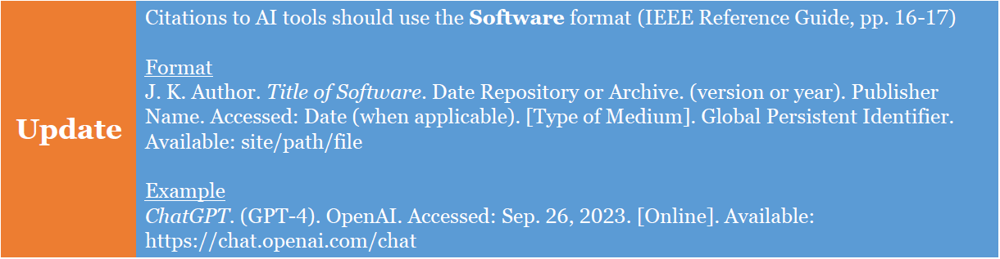 Update
Citations to AI tools should use the Software format (IEEE Reference Guide, pp. 16-17)
Format
J. K. Author. Title of Software. Date Repository or Archive. (version or year). Publisher
Name. Accessed: Date (when applicable). [Type of Medium]. Global Persistent Identifier.
Available: site/path/file
Example
ChatGPT. (GPT-4). OpenAI. Accessed: Sep. 26, 2023. [Online]. Available:
https://chat.openai.com/chat